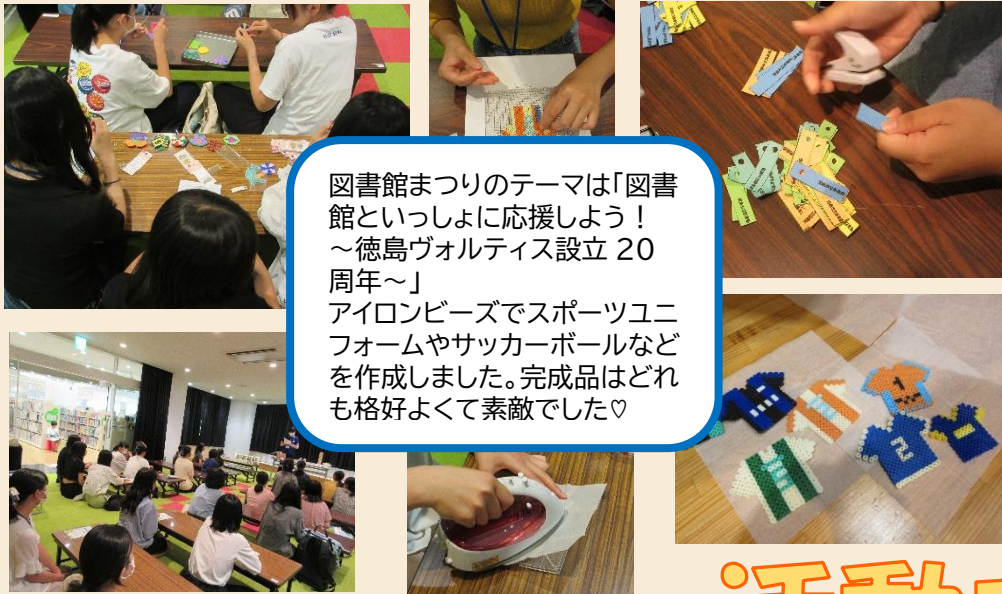 図書館まつりのテーマは「図書
館といっしょに応援しよう！
～徳島ヴォルティス設立 20
周年～」
アイロンビーズでスポーツユニ
フォームやサッカーボールなど
を作成しました。完成品はどれ
も格好よくて素敵でした♡
活動